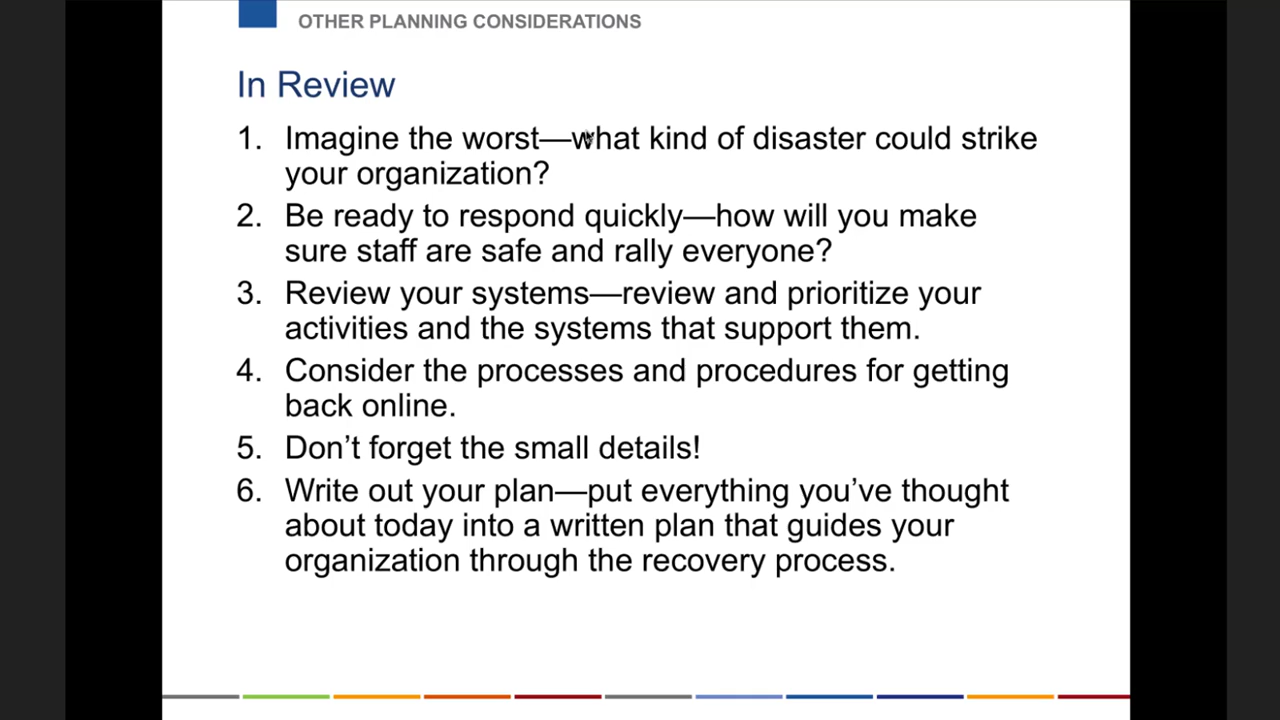 OTHER PLANNING CONSIDERATIONS
In Review
1. Imagine the worst—what kind of disaster could strike
your organization?
2. Be ready to respond quickly—how will you make
sure staff are safe and rally everyone?
3. Review your systems—review and prioritize your
activities and the systems that support them.
4. Consider the processes and procedures for getting
back online.
5. Don’t forget the small details!
6. Write out your plan—put everything you’ve thought
about today into a written plan that guides your
organization through the recovery process.